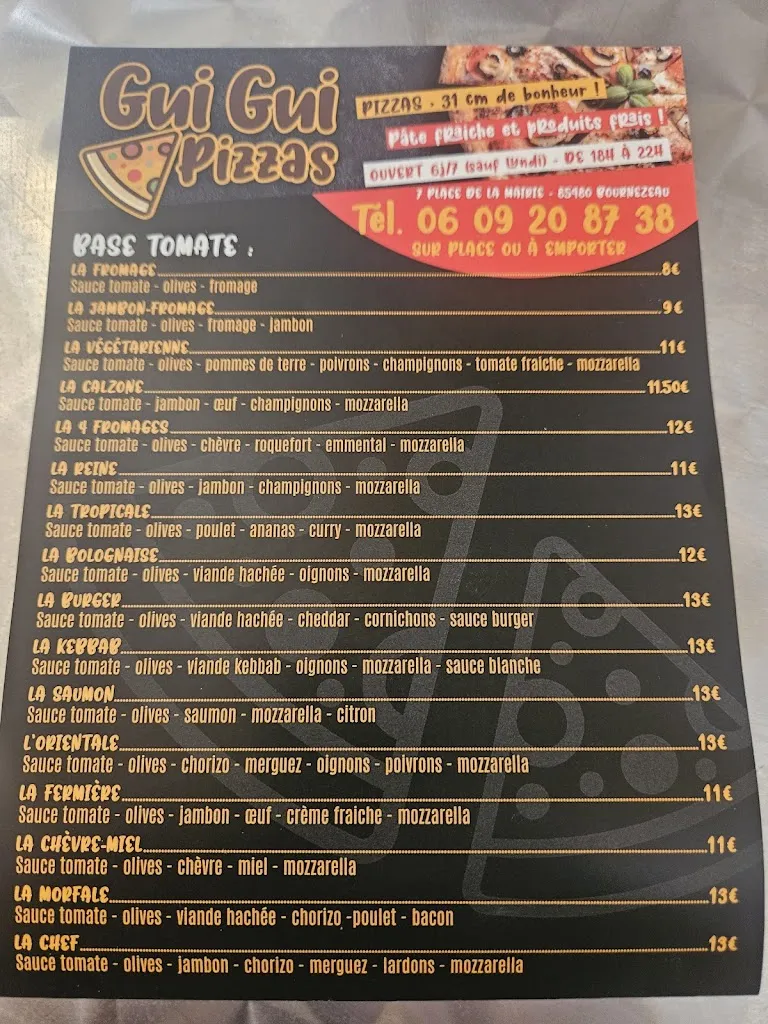 Gui Gui
Pizzas
PIZZAS - 31 cm de bonheur !
Pâte fraiche et produits frais !
OUVERT 6j/7 (sauf lundi) - DE 18H À 22H
7 PLACE DE LA MAIRIE - 85480 BOURNEZEAU
Tél. 06 09 20 87 38
SUR PLACE OU À EMPORTER
BASE TOMATE :
LA FROMAGE 8€
Sauce tomate - olives - fromage
LA JAMBON-FROMAGE 9€
Sauce tomate - olives - fromage - jambon
LA VÉGÉTARIENNE 11€
Sauce tomate - olives - pommes de terre - poivrons - champignons - tomate fraiche - mozzarella
LA CALZONE 11.50€
Sauce tomate - jambon - œuf - champignons - mozzarella
LA 4 FROMAGES 12€
Sauce tomate - olives - chèvre - roquefort - emmental - mozzarella
LA REINE 11€
Sauce tomate - olives - jambon - champignons - mozzarella
LA TROPICALE 13€
Sauce tomate - olives - poulet - ananas - curry - mozzarella
LA BOLOGNAISE 12€
Sauce tomate - olives - viande hachée - oignons - mozzarella
LA BURGER 13€
Sauce tomate - olives - viande hachée - cheddar - cornichons - sauce burger
LA KEBBAB 13€
Sauce tomate - olives - viande kebbab - oignons - mozzarella - sauce blanche
LA SAUMON 13€
Sauce tomate - olives - saumon - mozzarella - citron
L'ORIENTALE 13€
Sauce tomate - olives - chorizo - merguez - oignons - poivrons - mozzarella
LA FERMIÈRE 11€
Sauce tomate - olives - jambon - œuf - crème fraiche - mozzarella
LA CHÈVRE-MIEL 11€
Sauce tomate - olives - chèvre - miel - mozzarella
LA MORFALE 13€
Sauce tomate - olives - viande hachée - chorizo -poulet - bacon
LA CHEF 13€
Sauce tomate - olives - jambon - chorizo - merguez - lardons - mozzarella